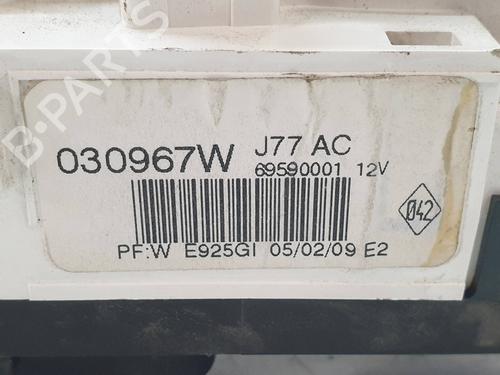 B-PARTS
030967W
J77 AC
69590001 12V
042
PF:W E925GI 05/02/09 E2